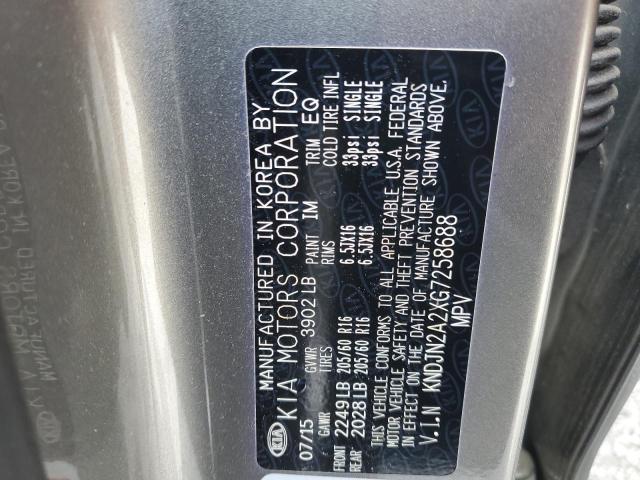 KIA
MANUFACTURED IN KOREA BY
KIA MOTORS CORPORATION
07/15 GVWR 3902 LB PAINT IM TRIM EQ
GAWR RIMS COLD TIRE INFL
FRONT 2249 LB 205/60 R16 6.5JX16 33psi SINGLE
REAR 2028 LB 205/60 R16 6.5JX16 33psi SINGLE
THIS VEHICLE CONFORMS TO ALL APPLICABLE U.S.A. FEDERAL
MOTOR VEHICLE SAFETY AND THEFT PREVENTION STANDARDS
IN EFFECT ON THE DATE OF MANUFACTURE SHOWN ABOVE.
V.I.N KNDJN2A2XG7258688
MPV